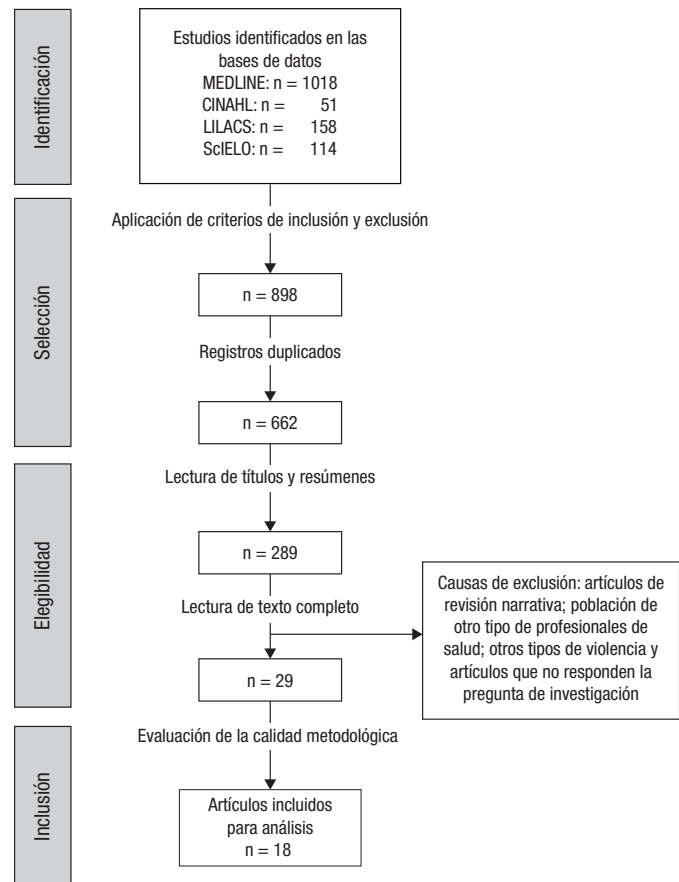 Identificación
Estudios identificados en las
bases de datos
MEDLINE: n = 1018
CINAHL: n = 51
LILACS: n = 158
ScIELO: n = 114
Aplicación de criterios de inclusión y exclusión
Selección
n = 898
Registros duplicados
n = 662
Lectura de títulos y resúmenes
Elegibilidad
n = 289
Lectura de texto completo
Causas de exclusión: artículos de
revisión narrativa; población de
otro tipo de profesionales de
salud; otros tipos de violencia y
artículos que no responden la
pregunta de investigación
n = 29
Evaluación de la calidad metodológica
Inclusión
Artículos incluidos
para análisis
n = 18